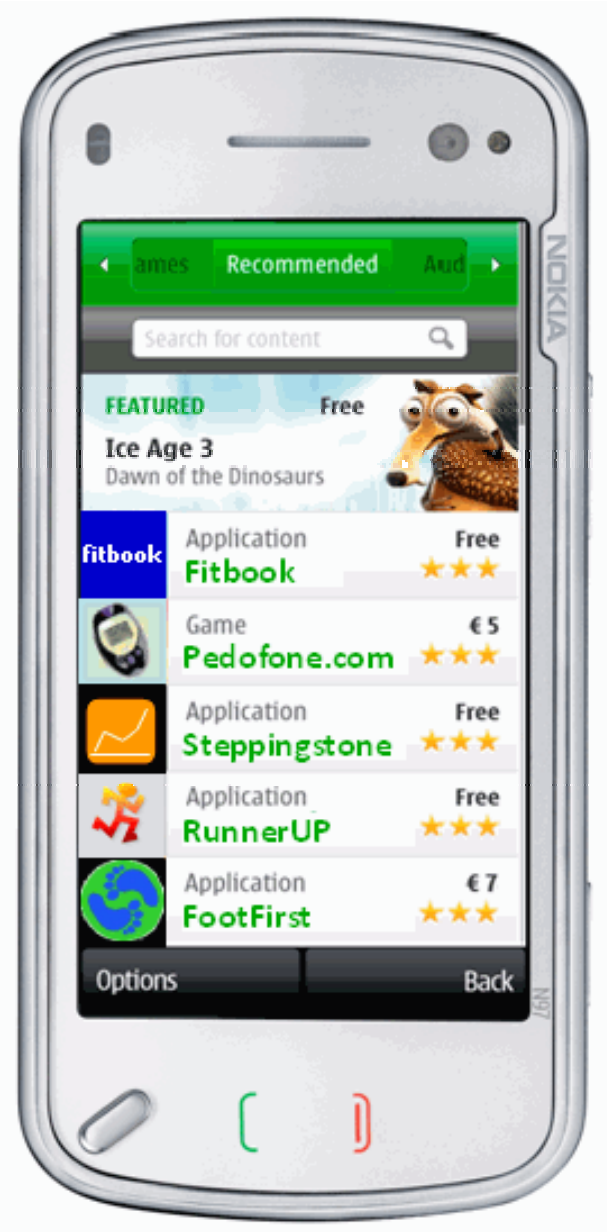 ames Recommended Aud
NOKIA
Search for content
FEATURED Free
Ice Age 3
Dawn of the Dinosaurs
fitbook
Application Free
Fitbook
Game € 5
Pedofone.com
Application Free
Steppingstone
Application Free
RunnerUP
Application € 7
FootFirst
Options Back
N97